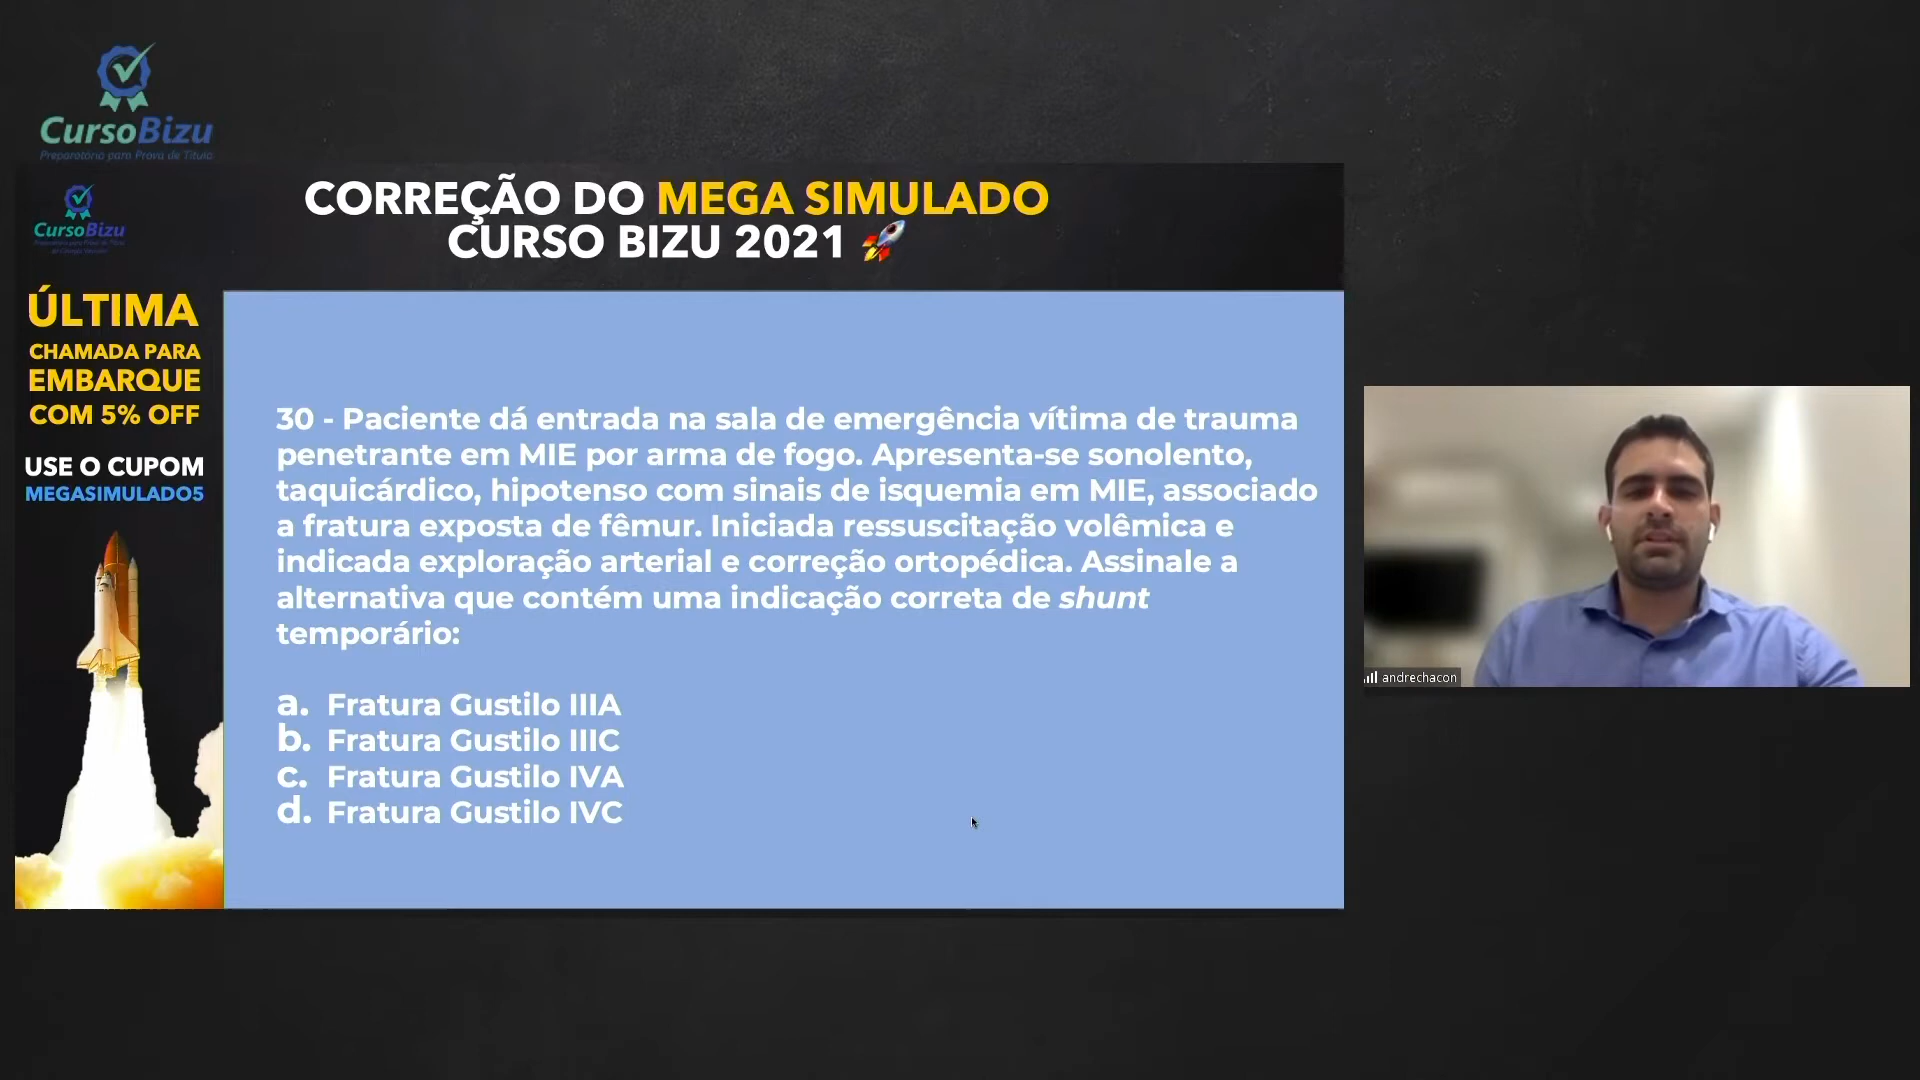 CursoBizu
Preparatório para Prova de Título
CursoBizu
CORREÇÃO DO MEGA SIMULADO
CURSO BIZU 2021
ÚLTIMA
CHAMADA PARA
EMBARQUE
COM 5% OFF
USE O CUPOM
MEGASIMULADO5
30 - Paciente dá entrada na sala de emergência vítima de trauma
penetrante em MIE por arma de fogo. Apresenta-se sonolento,
taquicárdico, hipotenso com sinais de isquemia em MIE, associado
a fratura exposta de fêmur. Iniciada ressuscitação volêmica e
indicada exploração arterial e correção ortopédica. Assinale a
alternativa que contém uma indicação correta de shunt
temporário:
a. Fratura Gustilo IIIA
b. Fratura Gustilo IIIC
c. Fratura Gustilo IVA
d. Fratura Gustilo IVC
andrechacon